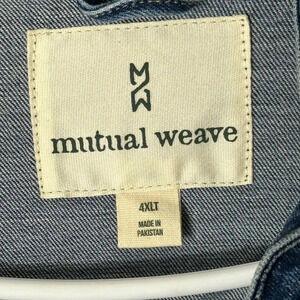 MW
mutual weave
4XLT
MADE IN
PAKISTAN